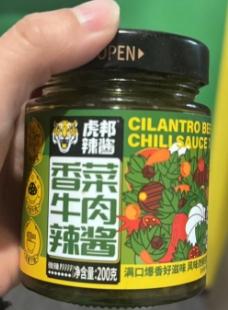 OPEN
虎邦
辣酱
CILANTRO BE
CHILI SAUCE
香菜
牛肉
辣酱
净含量:200克
满口爆香好滋味